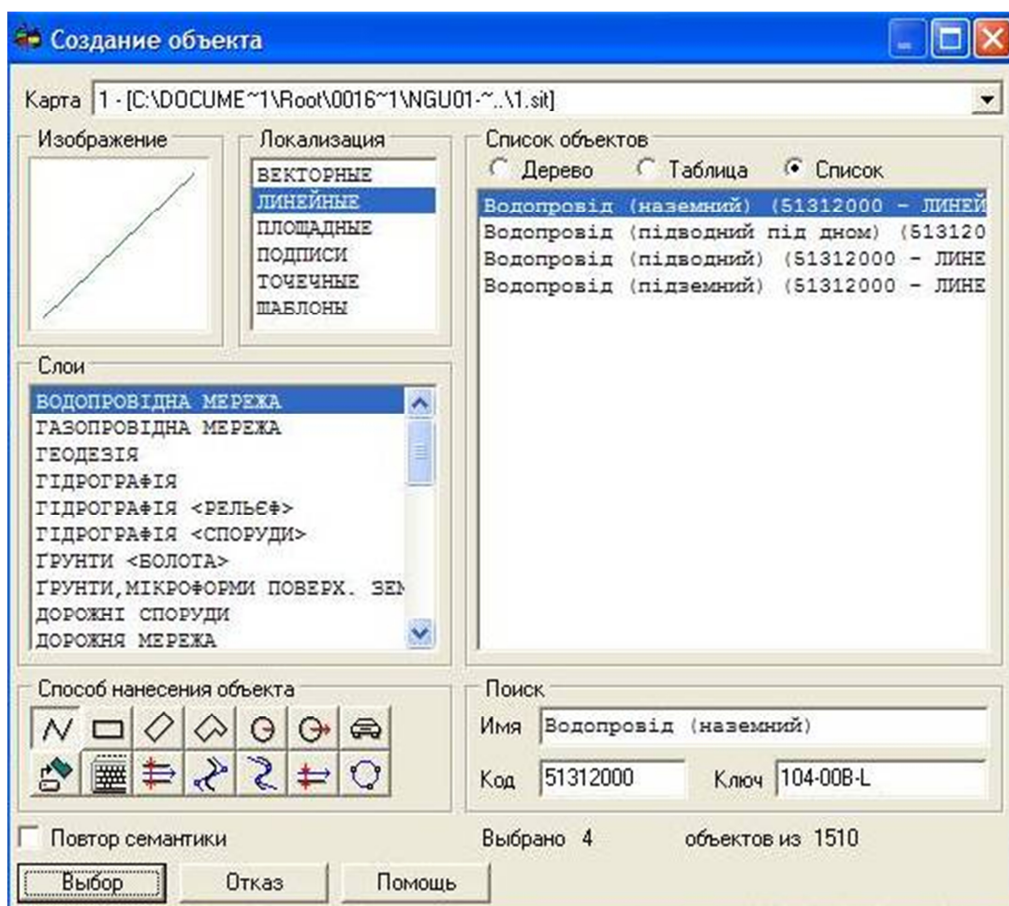 Создание объекта
Карта 1 - [C:\DOCUME~1\Root\0016~1\NGU01-~..\1.sit]
Изображение
Локализация
ВЕКТОРНЫЕ
ЛИНЕЙНЫЕ
ПЛОЩАДНЫЕ
ПОДПИСИ
ТОЧЕЧНЫЕ
ШАБЛОНЫ
Список объектов
Дерево Таблица Список
Водопровід (наземний) (51312000 - ЛИНЕЙ
Водопровід (підводний під дном) (513120
Водопровід (підводний) (51312000 - ЛИНЕ
Водопровід (підземний) (51312000 - ЛИНЕ
Слои
ВОДОПРОВІДНА МЕРЕЖА
ГАЗОПРОВІДНА МЕРЕЖА
ГЕОДЕЗІЯ
ГІДРОГРАФІЯ
ГІДРОГРАФІЯ <РЕЛЬЄФ>
ГІДРОГРАФІЯ <СПОРУДИ>
ҐРУНТИ <БОЛОТА>
ҐРУНТИ,МІКРОФОРМИ ПОВЕРХ. ЗЕМ
ДОРОЖНІ СПОРУДИ
ДОРОЖНЯ МЕРЕЖА
Способ нанесения объекта
Поиск
Имя Водопровід (наземний)
Код 51312000 Ключ 104-00B-L
Повтор семантики
Выбрано 4 объектов из 1510
Выбор Отказ Помощь